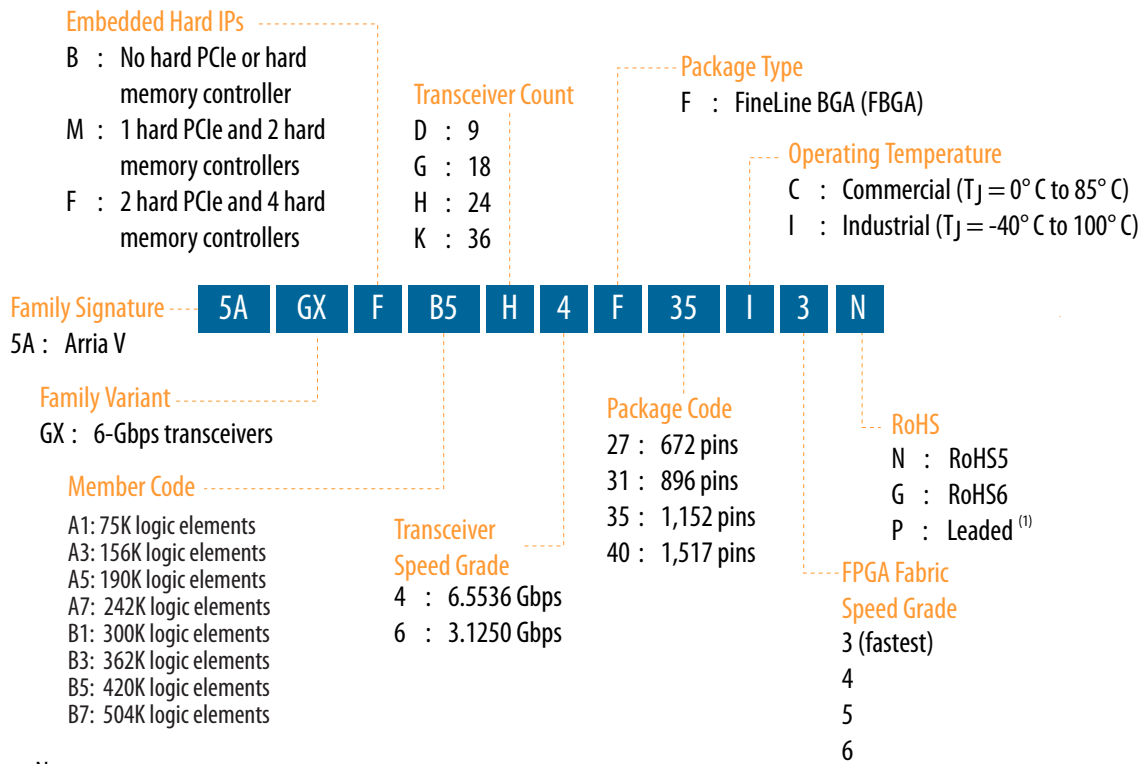 Embedded Hard IPs
B : No hard PCIe or hard
memory controller
M : 1 hard PCIe and 2 hard
memory controllers
F : 2 hard PCIe and 4 hard
memory controllers
Transceiver Count
D : 9
G : 18
H : 24
K : 36
Package Type
F : FineLine BGA (FBGA)
Operating Temperature
C : Commercial (TJ = 0° C to 85° C)
I : Industrial (TJ = -40° C to 100° C)
Family Signature
5A : Arria V
5A GX F B5 H 4 F 35 I 3 N
Family Variant
GX : 6-Gbps transceivers
Member Code
A1: 75K logic elements
A3: 156K logic elements
A5: 190K logic elements
A7: 242K logic elements
B1: 300K logic elements
B3: 362K logic elements
B5: 420K logic elements
B7: 504K logic elements
Transceiver
Speed Grade
4 : 6.5536 Gbps
6 : 3.1250 Gbps
Package Code
27 : 672 pins
31 : 896 pins
35 : 1,152 pins
40 : 1,517 pins
RoHS
N : RoHS5
G : RoHS6
P : Leaded (1)
FPGA Fabric
Speed Grade
3 (fastest)
4
5
6